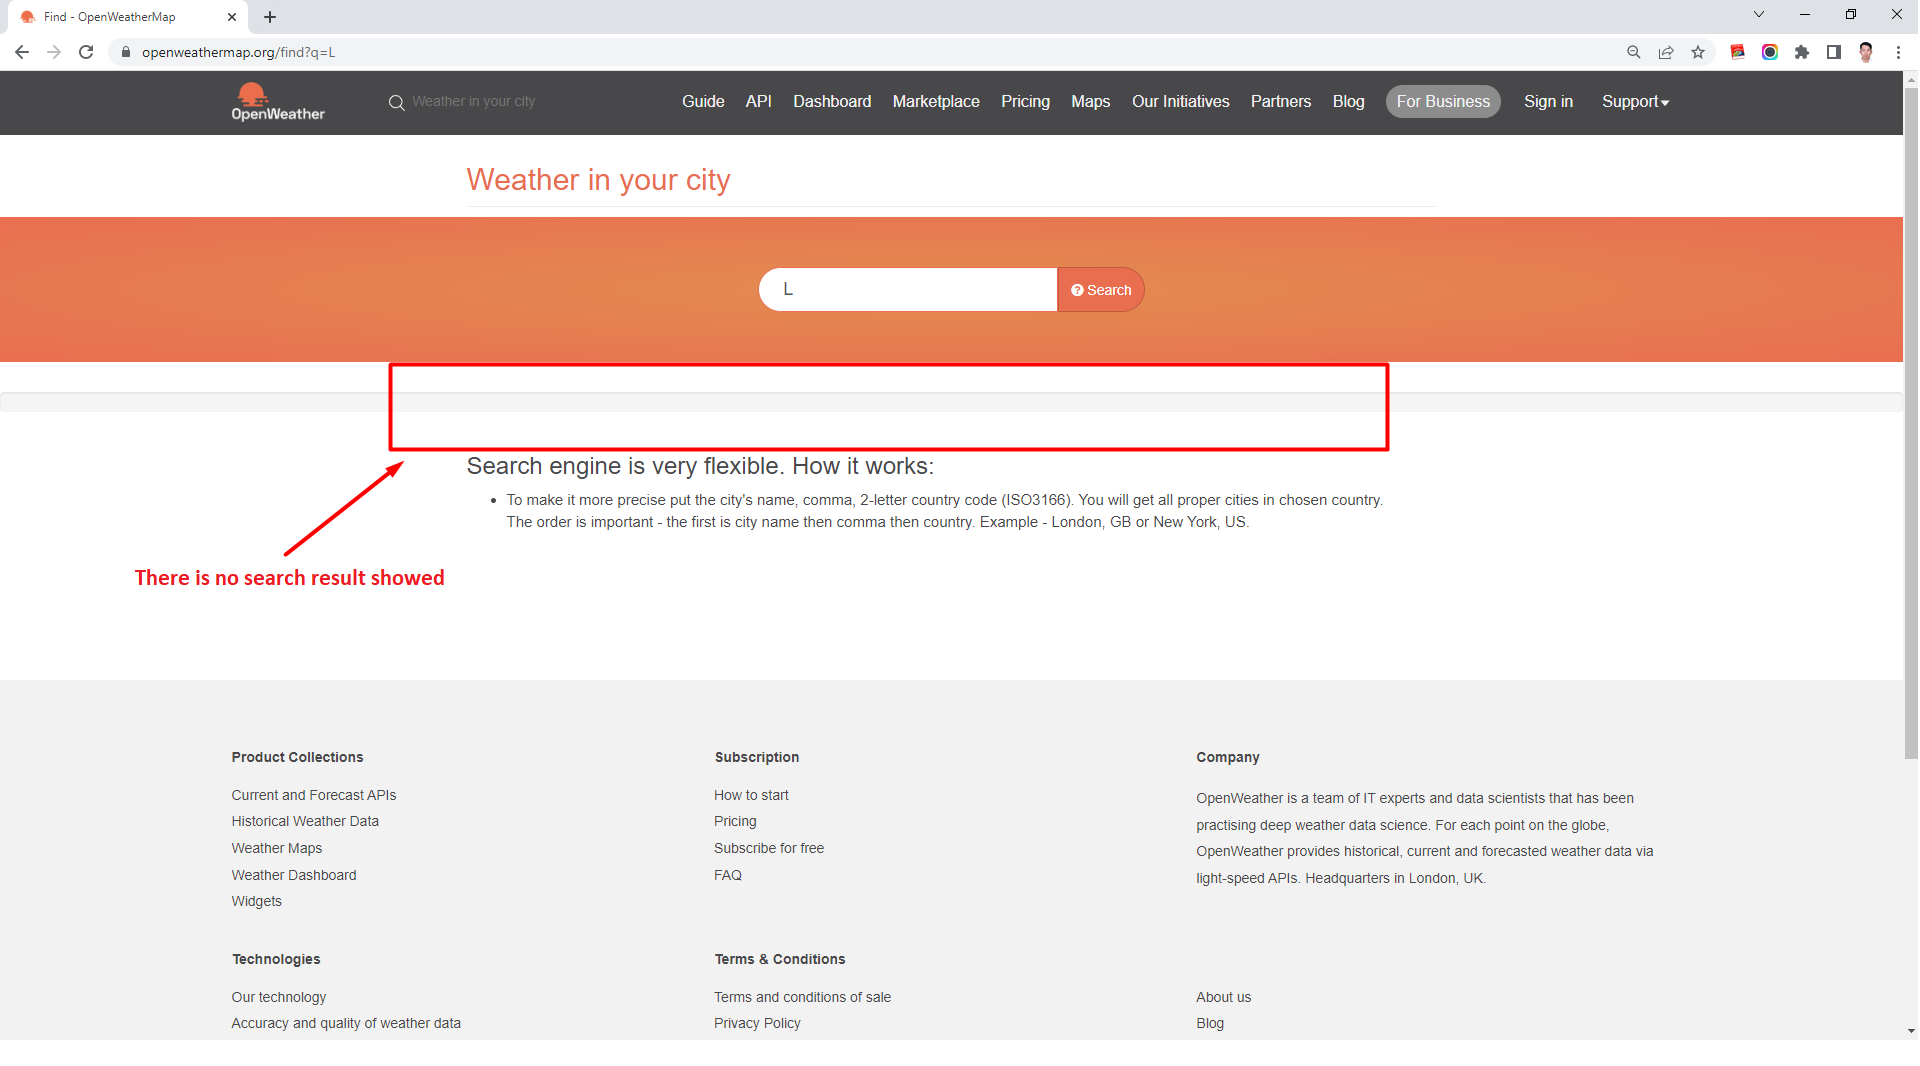 Find - OpenWeatherMap
openweathermap.org/find?q=L
OpenWeather
Weather in your city
Guide API Dashboard Marketplace Pricing Maps Our Initiatives Partners Blog For Business Sign in Support
Weather in your city
L
Search
Search engine is very flexible. How it works:
• To make it more precise put the city's name, comma, 2-letter country code (ISO3166). You will get all proper cities in chosen country.
The order is important - the first is city name then comma then country. Example - London, GB or New York, US.
There is no search result showed
Product Collections
Current and Forecast APIs
Historical Weather Data
Weather Maps
Weather Dashboard
Widgets
Subscription
How to start
Pricing
Subscribe for free
FAQ
Company
OpenWeather is a team of IT experts and data scientists that has been
practising deep weather data science. For each point on the globe,
OpenWeather provides historical, current and forecasted weather data via
light-speed APIs. Headquarters in London, UK.
Technologies
Our technology
Accuracy and quality of weather data
Terms & Conditions
Terms and conditions of sale
Privacy Policy
About us
Blog